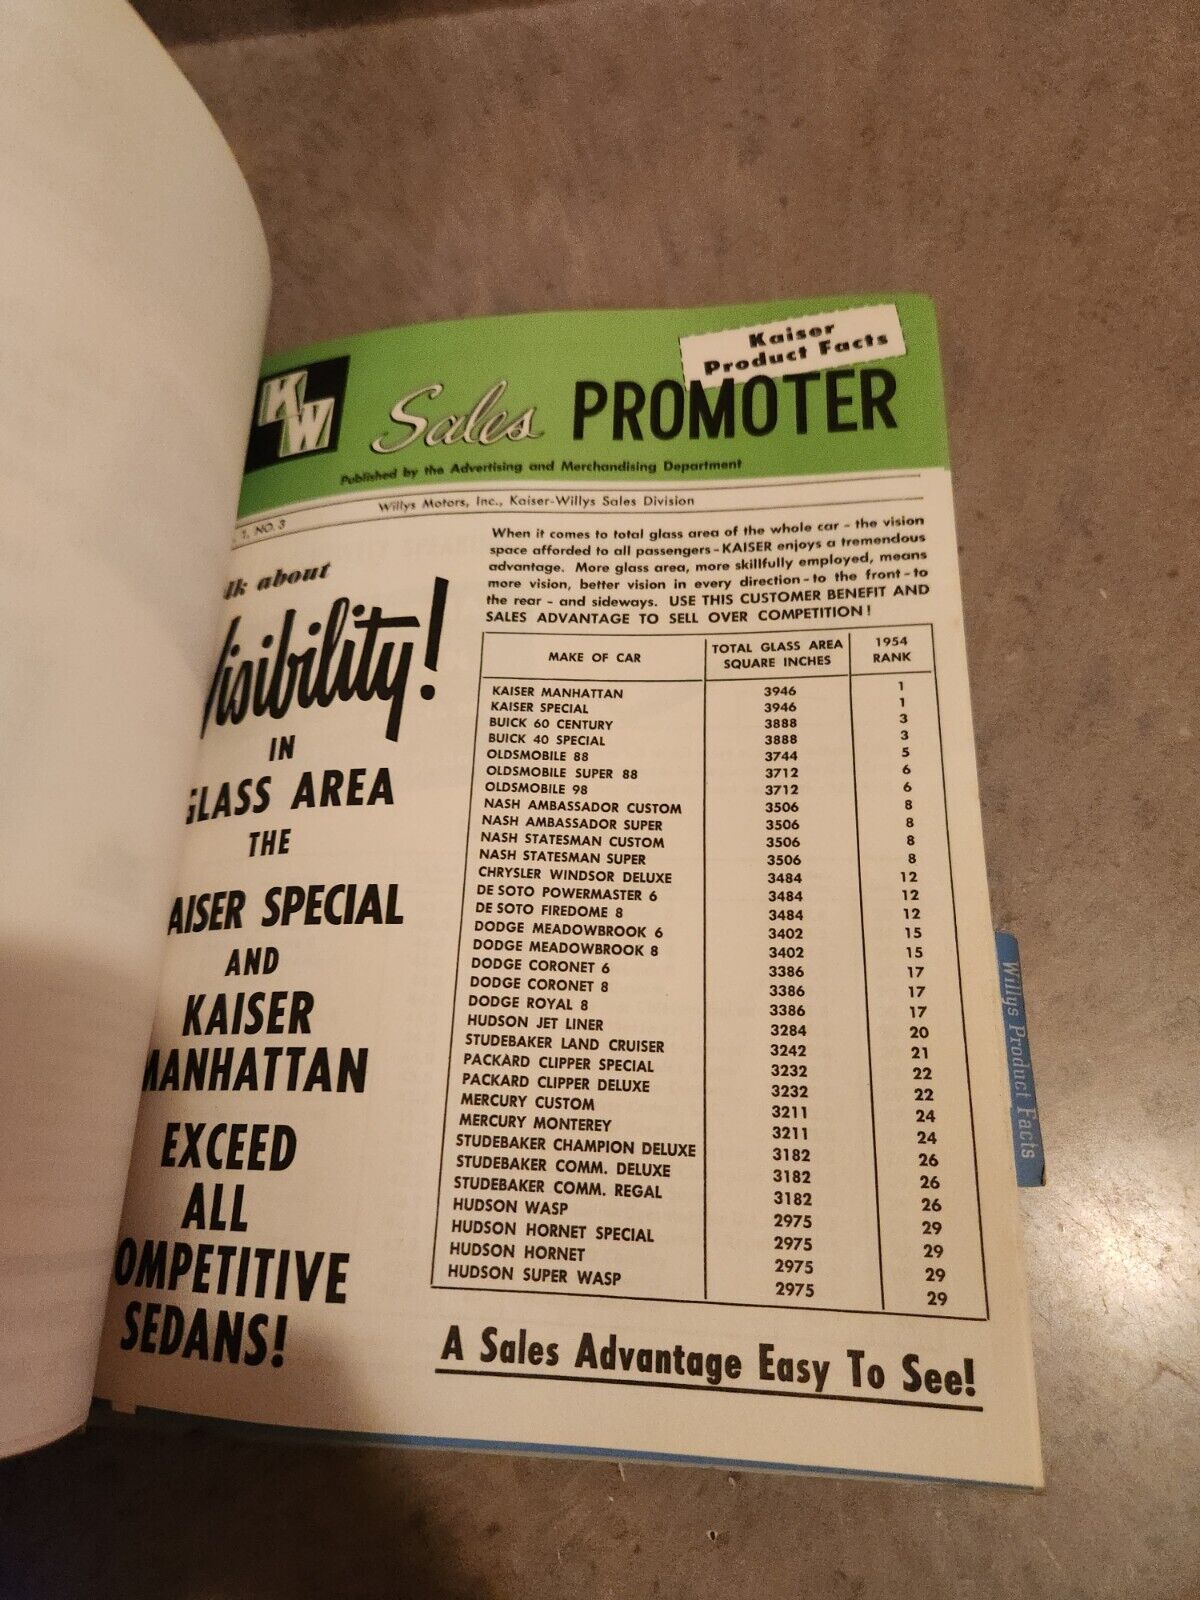 Kaiser
Product Facts
KW
Sales PROMOTER
Published by the Advertising and Merchandising Department
Willys Motors, Inc., Kaiser-Willys Sales Division
NO. 3
about
Visibility!
IN
GLASS AREA
THE
KAISER SPECIAL
AND
KAISER
MANHATTAN
EXCEED
ALL
COMPETITIVE
SEDANS!
When it comes to total glass area of the whole car - the vision
space afforded to all passengers - KAISER enjoys a tremendous
advantage. More glass area, more skillfully employed, means
more vision, better vision in every direction - to the front - to
the rear - and sideways. USE THIS CUSTOMER BENEFIT AND
SALES ADVANTAGE TO SELL OVER COMPETITION!
MAKE OF CAR TOTAL GLASS AREA SQUARE INCHES 1954 RANK
KAISER MANHATTAN 3946 1
KAISER SPECIAL 3946 1
BUICK 60 CENTURY 3888 3
BUICK 40 SPECIAL 3888 3
OLDSMOBILE 88 3744 5
OLDSMOBILE SUPER 88 3712 6
OLDSMOBILE 98 3712 6
NASH AMBASSADOR CUSTOM 3506 8
NASH AMBASSADOR SUPER 3506 8
NASH STATESMAN CUSTOM 3506 8
NASH STATESMAN SUPER 3506 8
CHRYSLER WINDSOR DELUXE 3484 12
DE SOTO POWERMASTER 6 3484 12
DE SOTO FIREDOME 8 3484 12
DODGE MEADOWBROOK 6 3402 15
DODGE MEADOWBROOK 8 3402 15
DODGE CORONET 6 3386 17
DODGE CORONET 8 3386 17
DODGE ROYAL 8 3386 17
HUDSON JET LINER 3284 20
STUDEBAKER LAND CRUISER 3242 21
PACKARD CLIPPER SPECIAL 3232 22
PACKARD CLIPPER DELUXE 3232 22
MERCURY CUSTOM 3211 24
MERCURY MONTEREY 3211 24
STUDEBAKER CHAMPION DELUXE 3182 26
STUDEBAKER COMM. DELUXE 3182 26
STUDEBAKER COMM. REGAL 3182 26
HUDSON WASP 2975 29
HUDSON HORNET SPECIAL 2975 29
HUDSON HORNET 2975 29
HUDSON SUPER WASP 2975 29
A Sales Advantage Easy To See!
Willys Product Facts